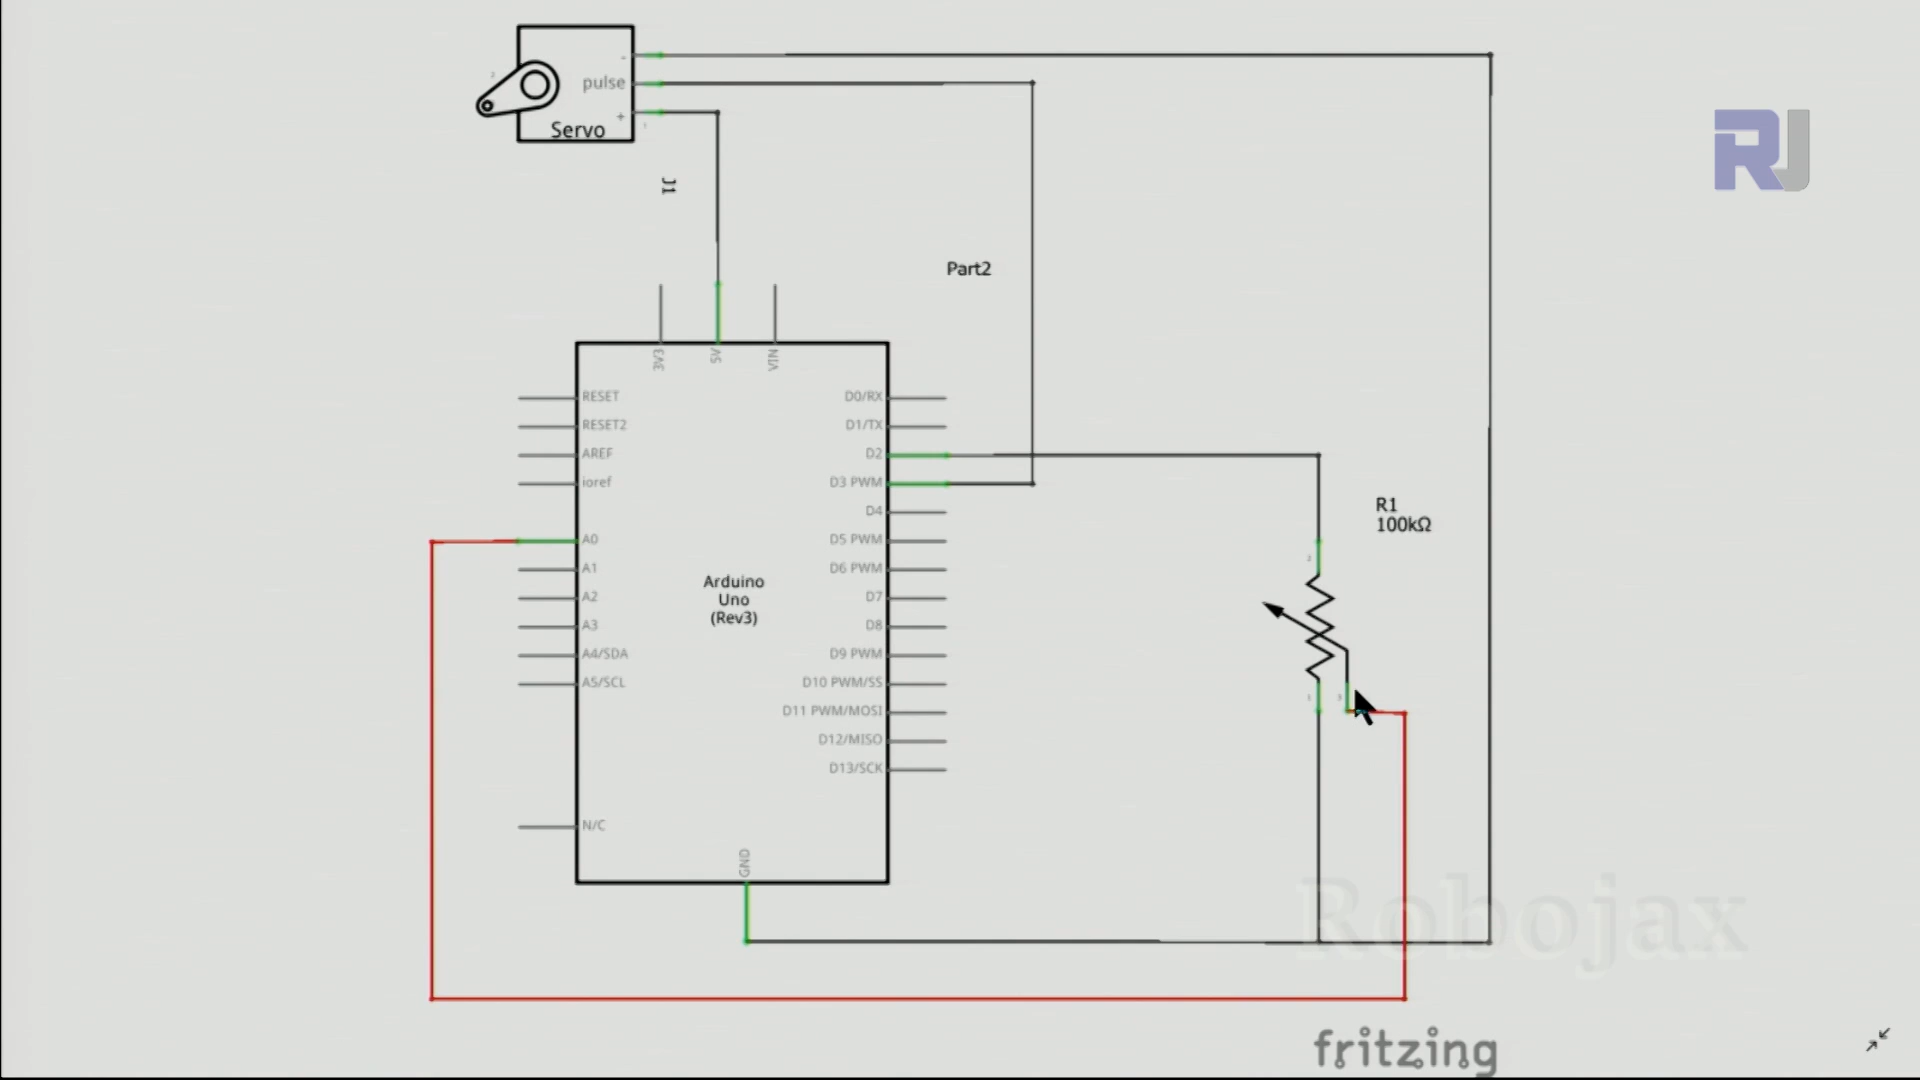 -
pulse
+
Servo
J1
RJ
Part2
3V3
5V
VIN
RESET
RESET2
AREF
ioref
A0
A1
A2
A3
A4/SDA
A5/SCL
N/C
Arduino
Uno
(Rev3)
GND
D0/RX
D1/TX
D2
D3 PWM
D4
D5 PWM
D6 PWM
D7
D8
D9 PWM
D10 PWM/SS
D11 PWM/MOSI
D12/MISO
D13/SCK
R1
100kΩ
Robojax
fritzing